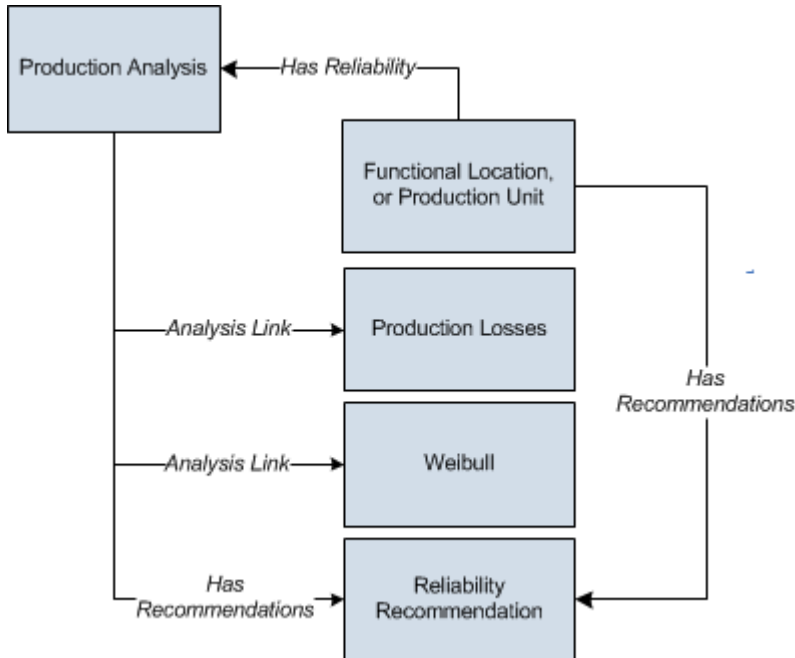 Production Analysis
Has Reliability
Functional Location,
or Production Unit
Analysis Link
Production Losses
Has
Recommendations
Analysis Link
Weibull
Has
Recommendations
Reliability
Recommendation